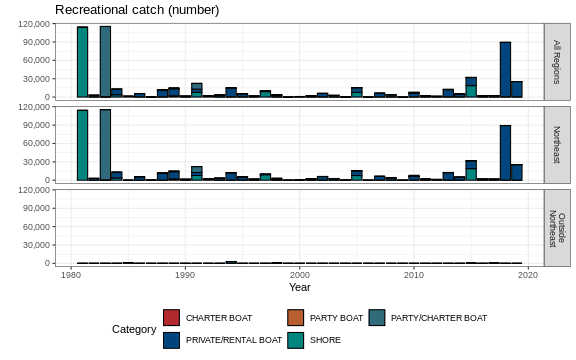 Recreational catch (number)
120,000
90,000
60,000
30,000
0
All Regions
120,000
90,000
60,000
30,000
0
Northeast
120,000
90,000
60,000
30,000
0
Outside
Northeast
1980 1990 2000 2010 2020
Year
Category
CHARTER BOAT PARTY BOAT PARTY/CHARTER BOAT
PRIVATE/RENTAL BOAT SHORE